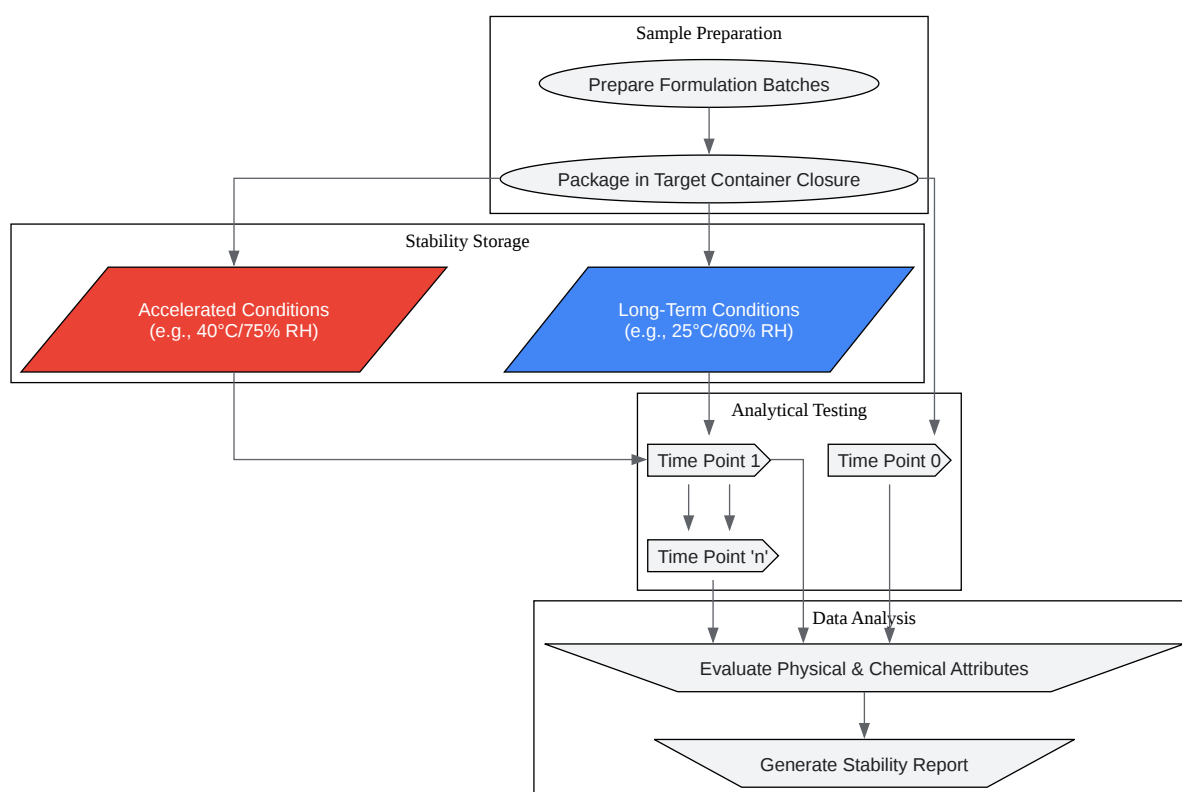 Sample Preparation
Prepare Formulation Batches
Package in Target Container Closure
Stability Storage
Accelerated Conditions
(e.g., 40°C/75% RH)
Long-Term Conditions
(e.g., 25°C/60% RH)
Analytical Testing
Time Point 1
Time Point 0
Time Point 'n'
Data Analysis
Evaluate Physical & Chemical Attributes
Generate Stability Report